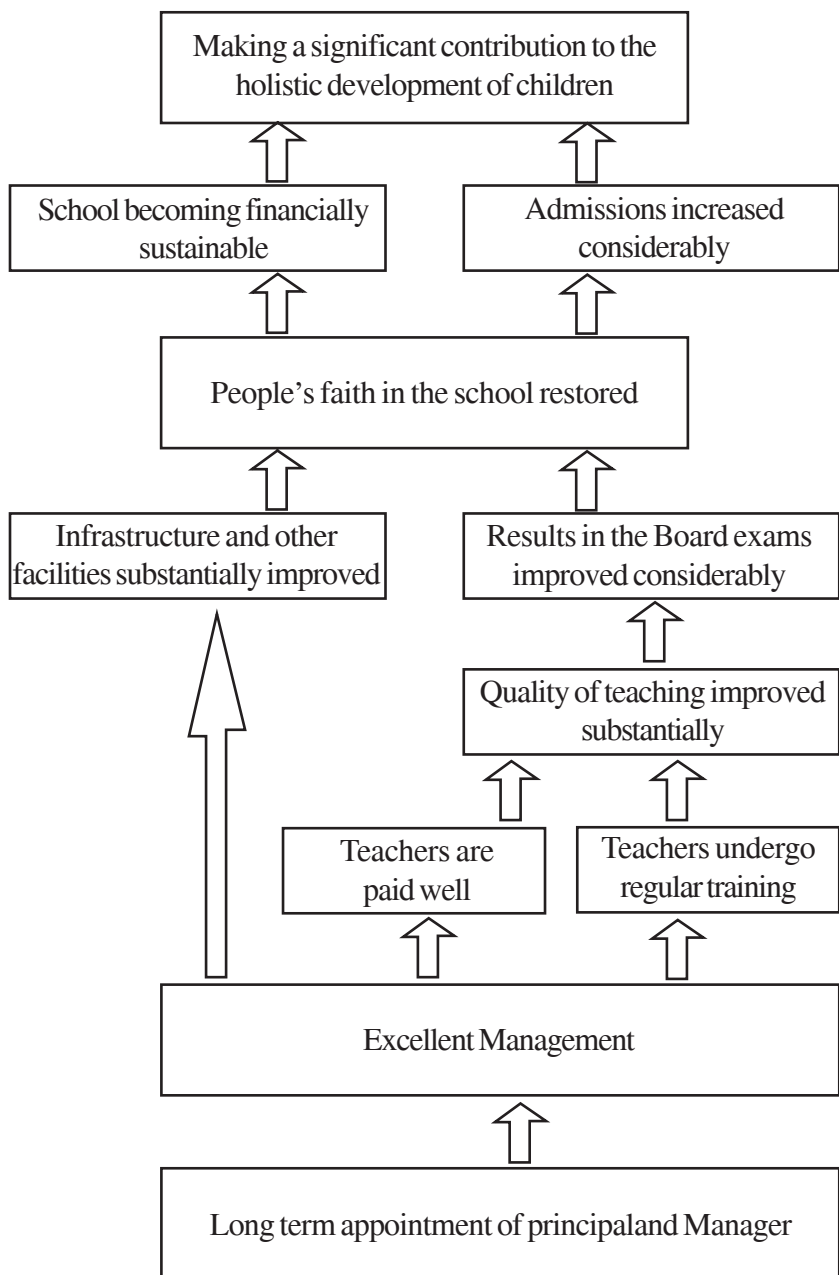 Making a significant contribution to the
holistic development of children
School becoming financially
sustainable
Admissions increased
considerably
People’s faith in the school restored
Infrastructure and other
facilities substantially improved
Results in the Board exams
improved considerably
Quality of teaching improved
substantially
Teachers are
paid well
Teachers undergo
regular training
Excellent Management
Long term appointment of principaland Manager